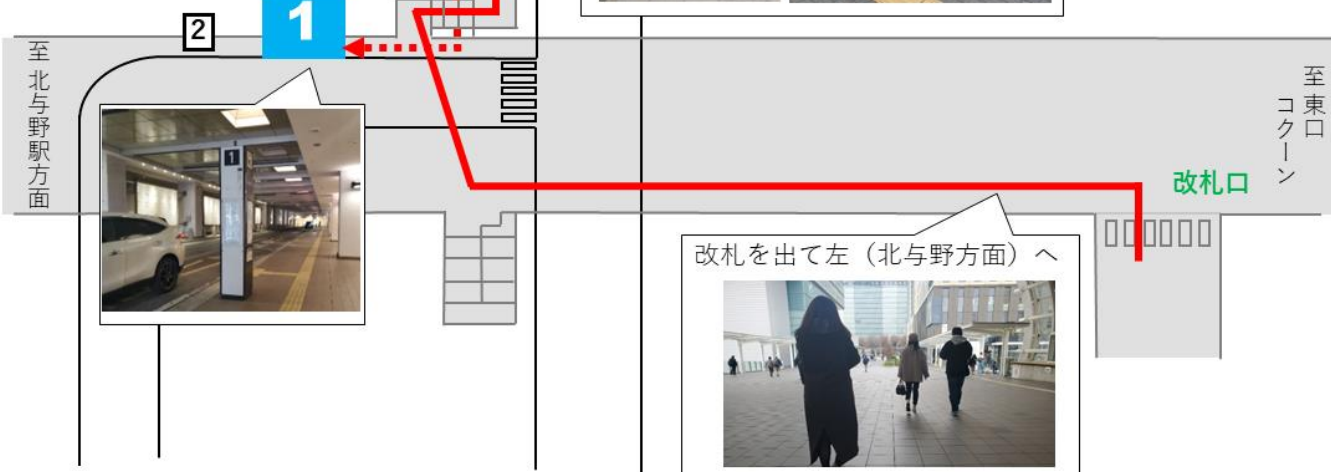 2
1
至 北与野駅方面
1
至 東口
コクーン
改札口
改札を出て左（北与野方面）へ